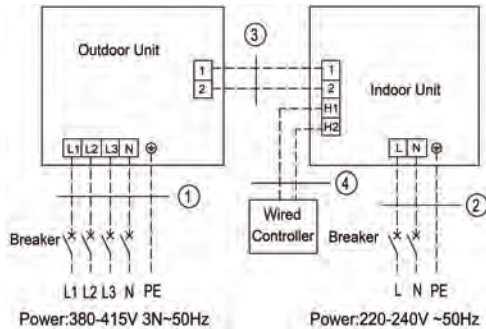 Outdoor Unit
1
2
3
1
2
H1
H2
Indoor Unit
L1 L2 L3 N
L N
1
4
2
Wired
Controller
Breaker
Breaker
L1 L2 L3 N PE
L N PE
Power:380-415V 3N~50Hz
Power:220-240V ~50Hz